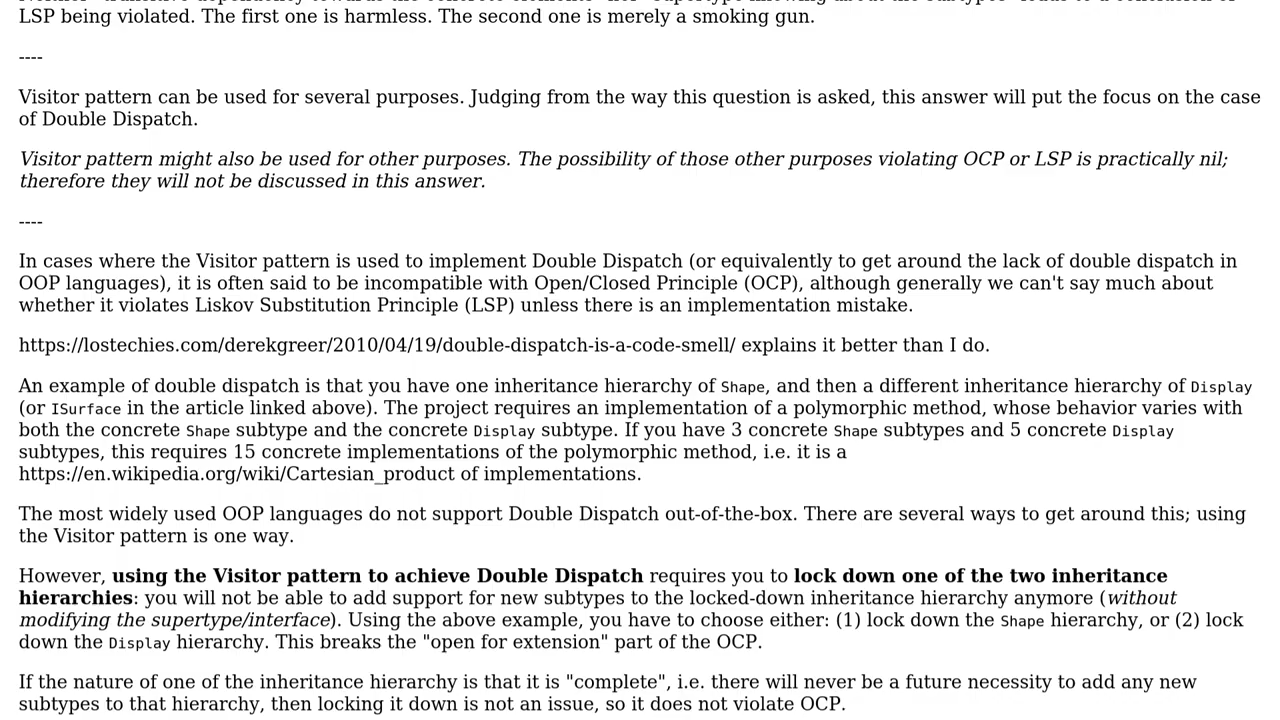 LSP being violated. The first one is harmless. The second one is merely a smoking gun.
----
Visitor pattern can be used for several purposes. Judging from the way this question is asked, this answer will put the focus on the case
of Double Dispatch.
Visitor pattern might also be used for other purposes. The possibility of those other purposes violating OCP or LSP is practically nil;
therefore they will not be discussed in this answer.
----
In cases where the Visitor pattern is used to implement Double Dispatch (or equivalently to get around the lack of double dispatch in
OOP languages), it is often said to be incompatible with Open/Closed Principle (OCP), although generally we can't say much about
whether it violates Liskov Substitution Principle (LSP) unless there is an implementation mistake.
https://lostechies.com/derekgreer/2010/04/19/double-dispatch-is-a-code-smell/ explains it better than I do.
An example of double dispatch is that you have one inheritance hierarchy of Shape, and then a different inheritance hierarchy of Display
(or ISurface in the article linked above). The project requires an implementation of a polymorphic method, whose behavior varies with
both the concrete Shape subtype and the concrete Display subtype. If you have 3 concrete Shape subtypes and 5 concrete Display
subtypes, this requires 15 concrete implementations of the polymorphic method, i.e. it is a
https://en.wikipedia.org/wiki/Cartesian_product of implementations.
The most widely used OOP languages do not support Double Dispatch out-of-the-box. There are several ways to get around this; using
the Visitor pattern is one way.
However, using the Visitor pattern to achieve Double Dispatch requires you to lock down one of the two inheritance
hierarchies: you will not be able to add support for new subtypes to the locked-down inheritance hierarchy anymore (without
modifying the supertype/interface). Using the above example, you have to choose either: (1) lock down the Shape hierarchy, or (2) lock
down the Display hierarchy. This breaks the "open for extension" part of the OCP.
If the nature of one of the inheritance hierarchy is that it is "complete", i.e. there will never be a future necessity to add any new
subtypes to that hierarchy, then locking it down is not an issue, so it does not violate OCP.